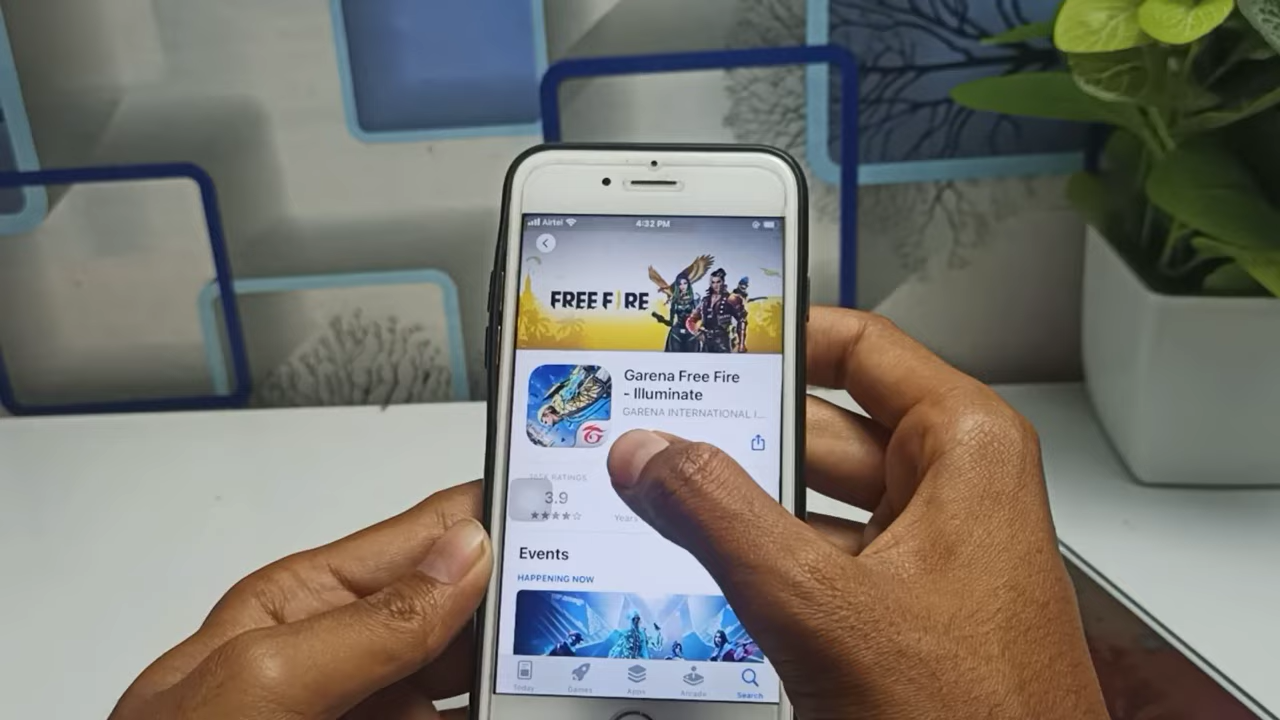 Airtel
4:32 PM
FREE FIRE
Garena Free Fire
- Illuminate
GARENA INTERNATIONAL I...
RATINGS
3.9
★★★★☆
Years
Events
HAPPENING NOW
Today
Games
Apps
Arcade
Search